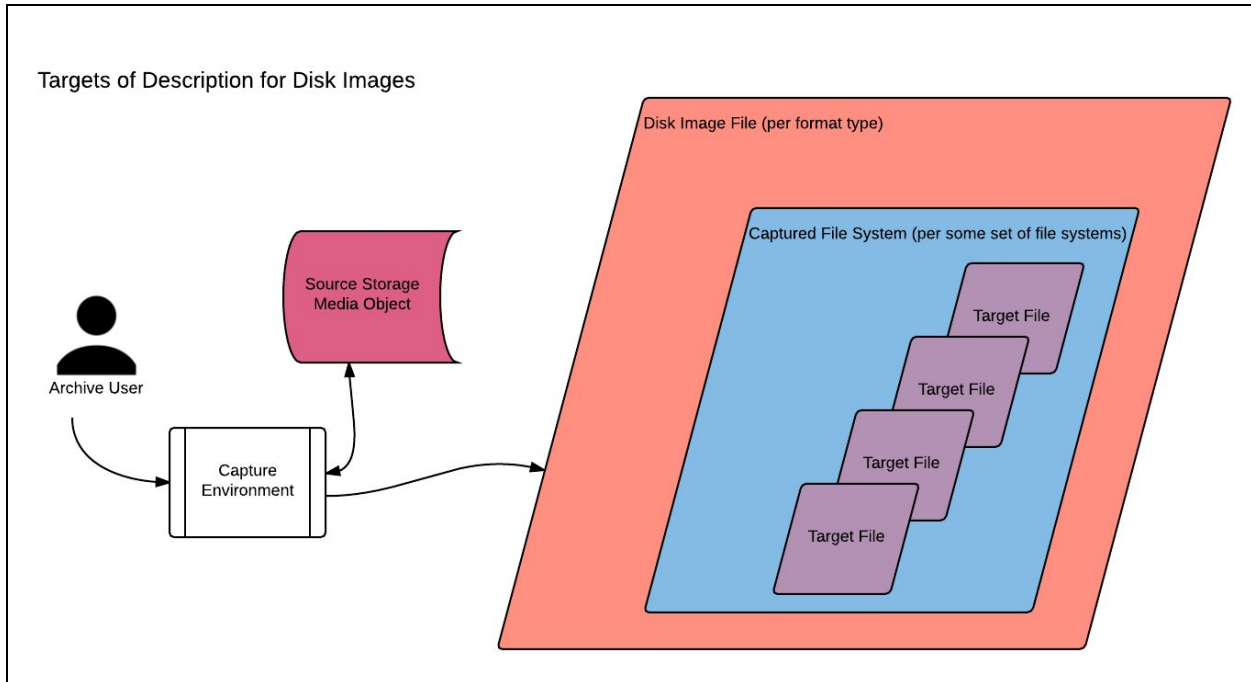 Targets of Description for Disk Images
Disk Image File (per format type)
Captured File System (per some set of file systems)
Source Storage
Media Object
Target File
Target File
Archive User
Target File
Capture
Environment
Target File